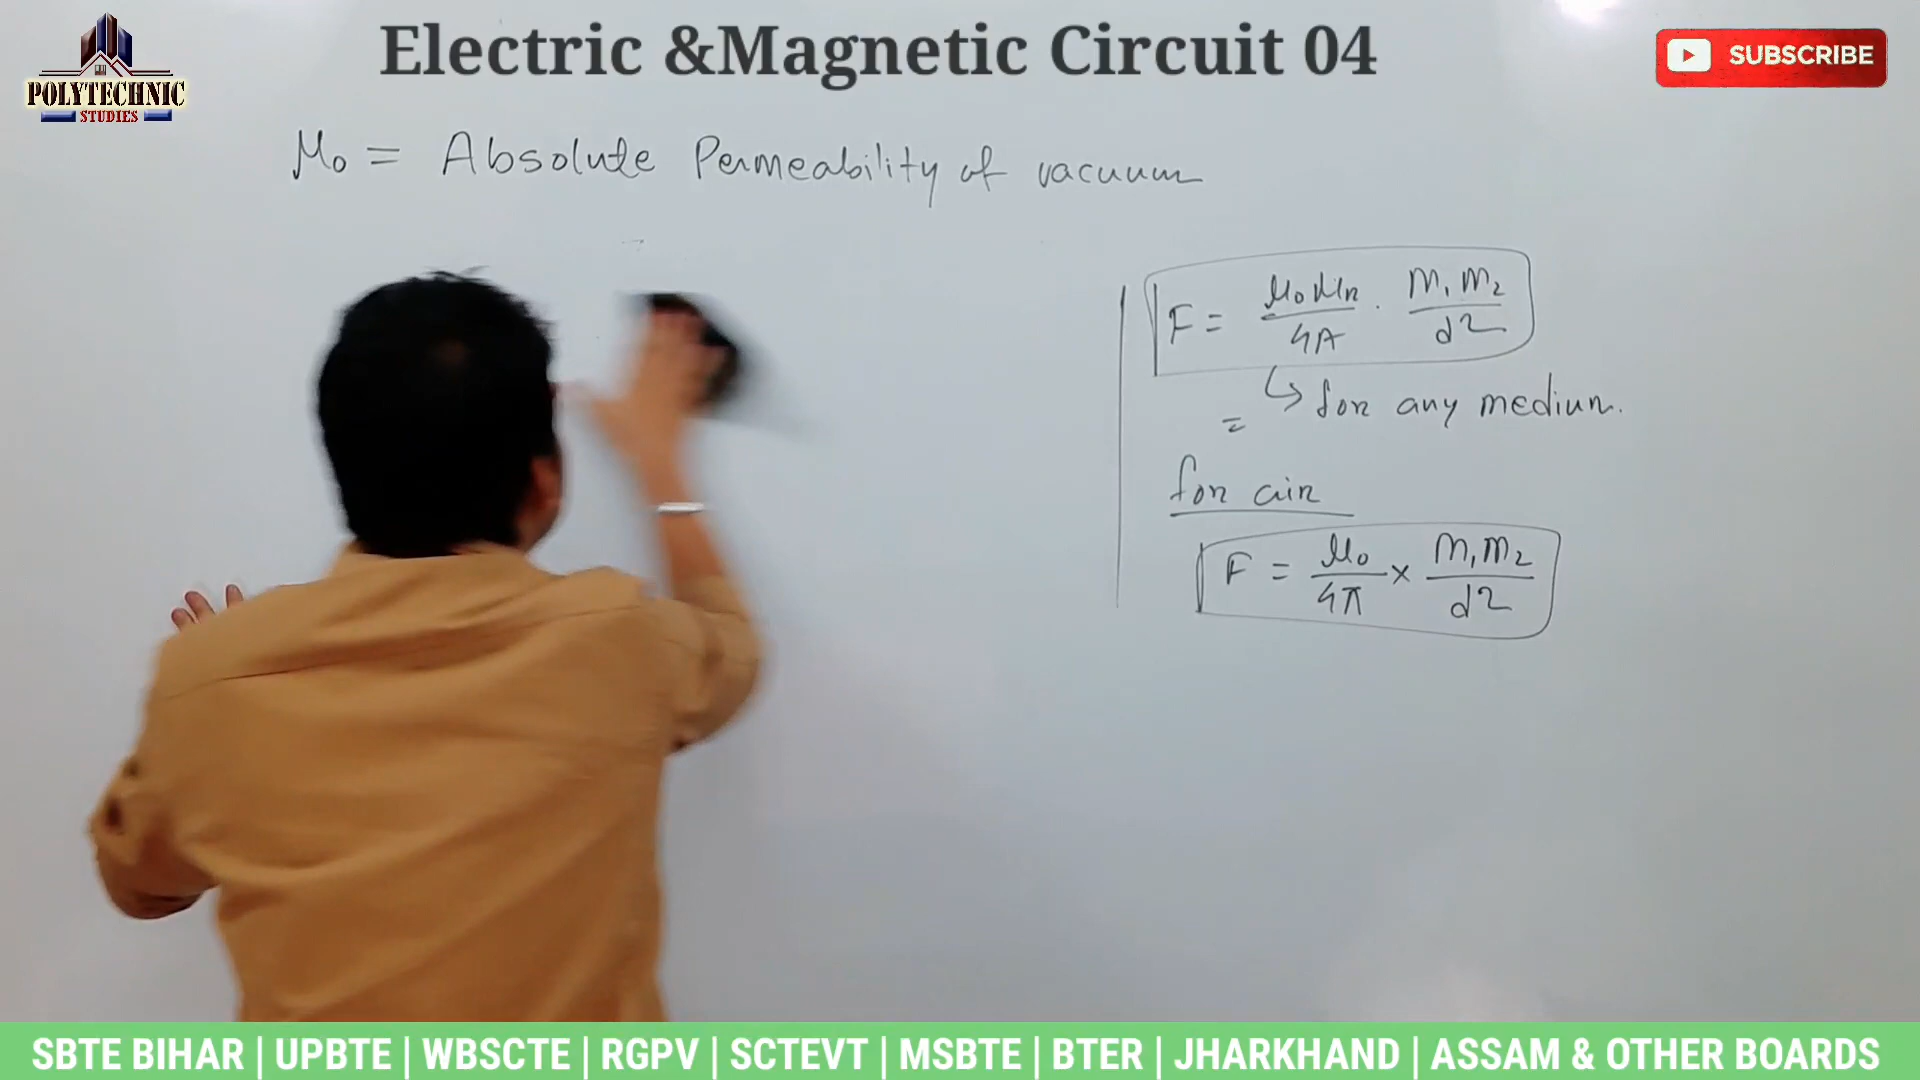 Electric &Magnetic Circuit 04
SUBSCRIBE
POLYTECHNIC
STUDIES
μ₀ = Absolute Permeability of vacuum
F = μ₀μr/4π · m₁m₂/d²
↳ for any medium.
=
for air
F = μ₀/4π × m₁m₂/d²
SBTE BIHAR | UPBTE | WBSCTE | RGPV | SCTEVT | MSBTE | BTER | JHARKHAND | ASSAM & OTHER BOARDS